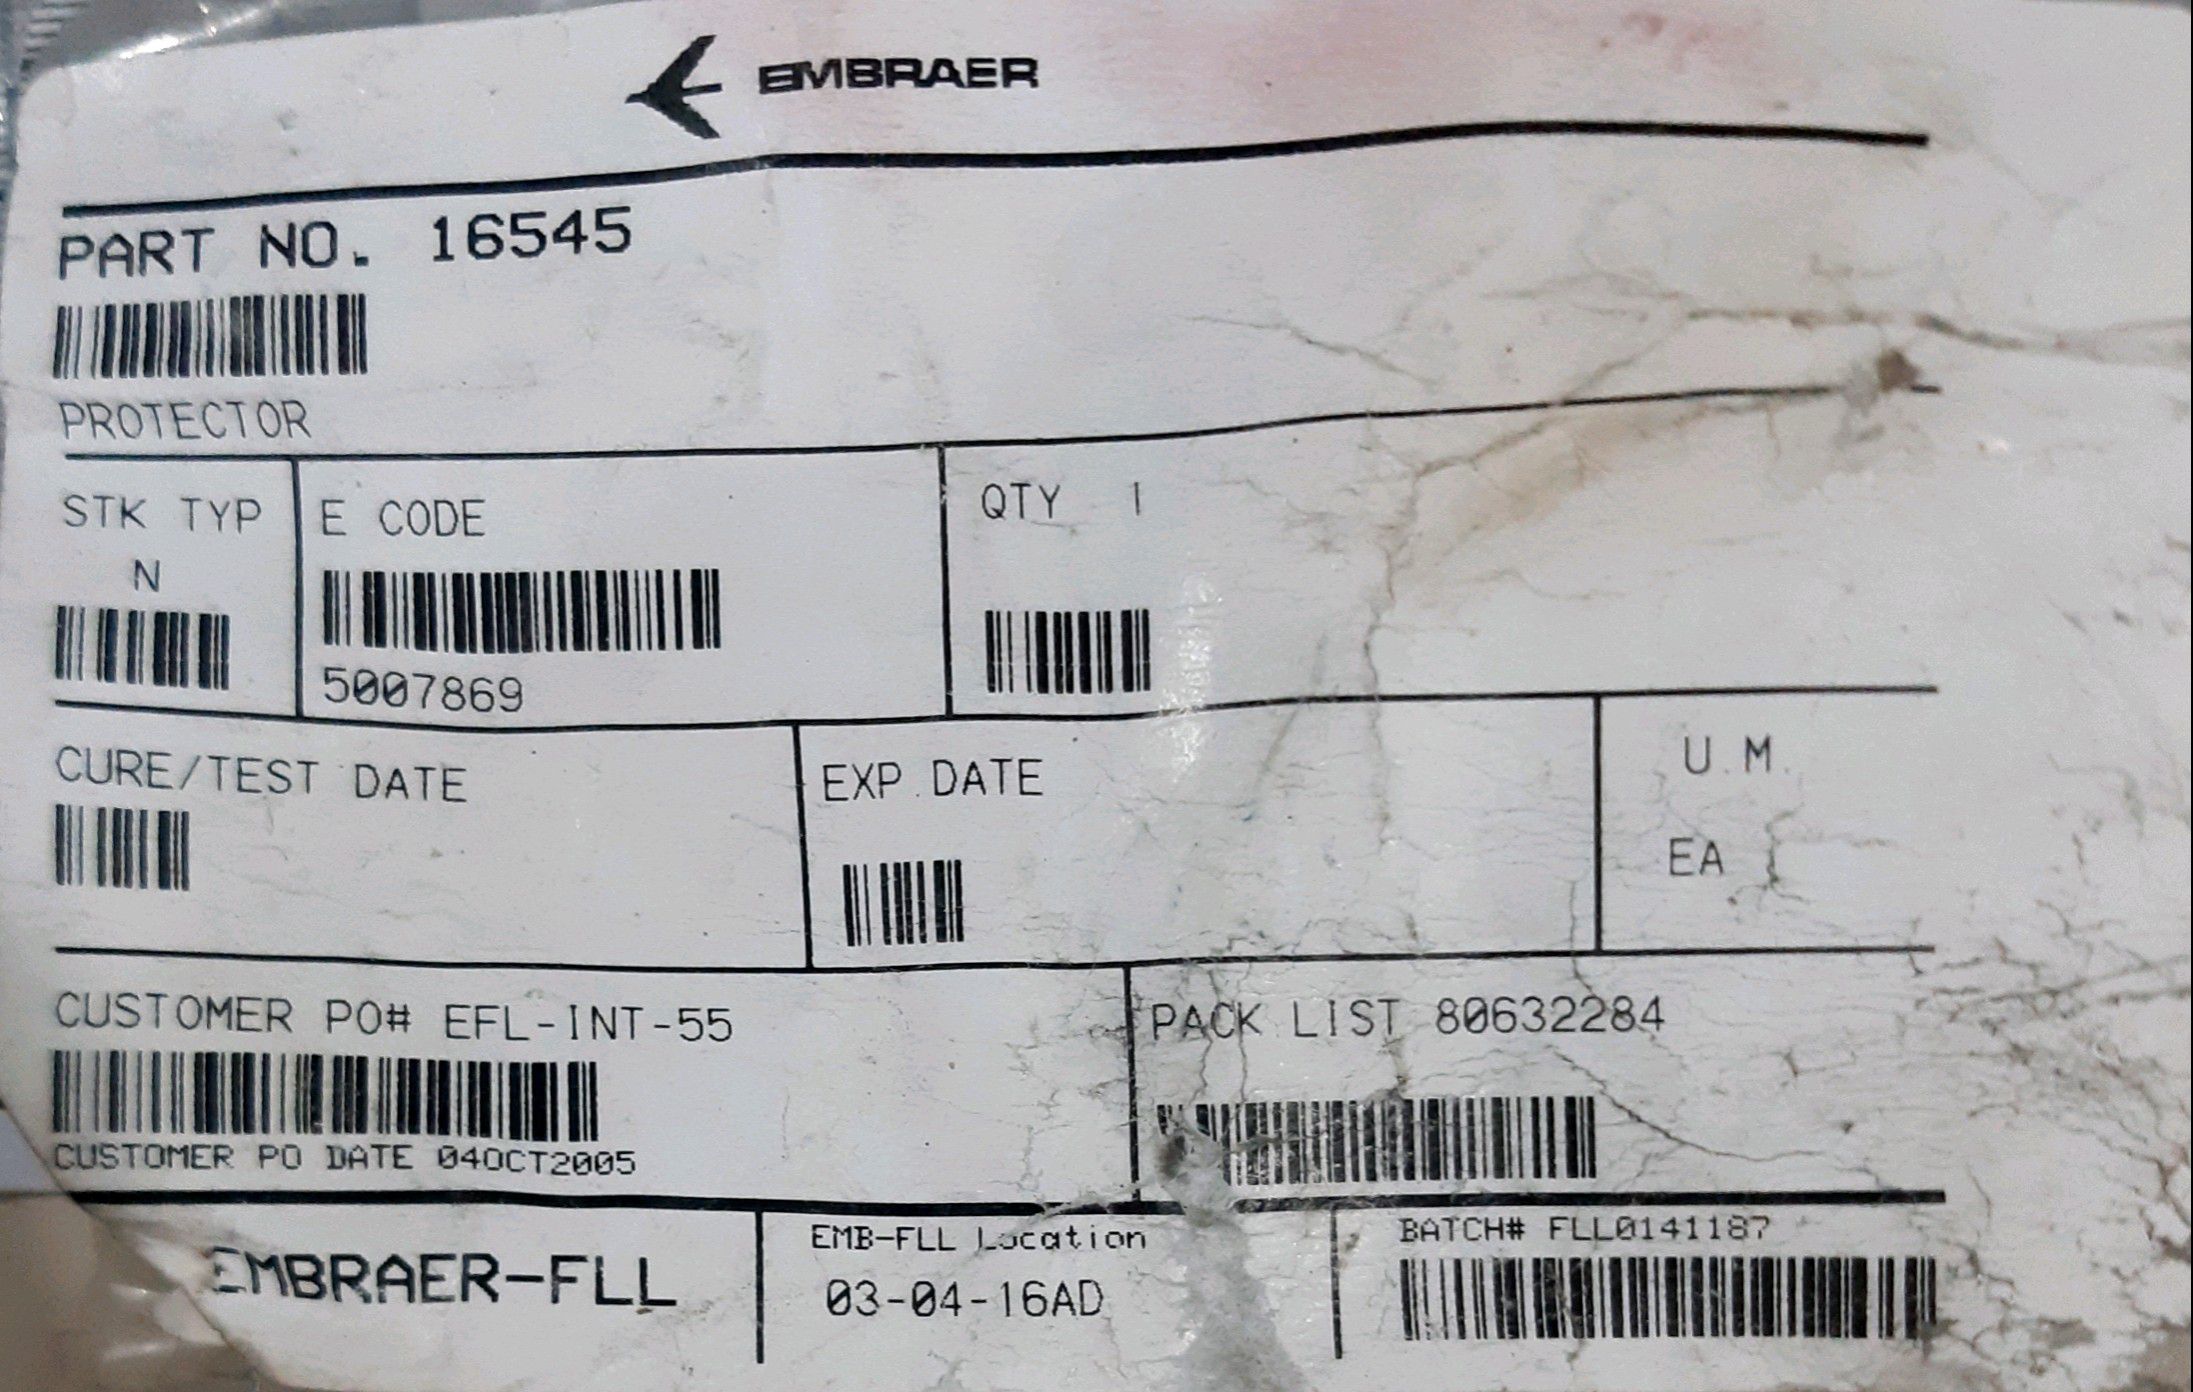 EMBRAER
PART NO. 16545
PROTECTOR
STK TYP
N
E CODE
5007869
QTY 1
CURE/TEST DATE
EXP DATE
U.M.
EA
CUSTOMER PO# EFL-INT-55
CUSTOMER PO DATE 04OCT2005
PACK LIST 80632284
EMBRAER-FLL
EMB-FLL Location
03-04-16AD
BATCH# FLL0141187